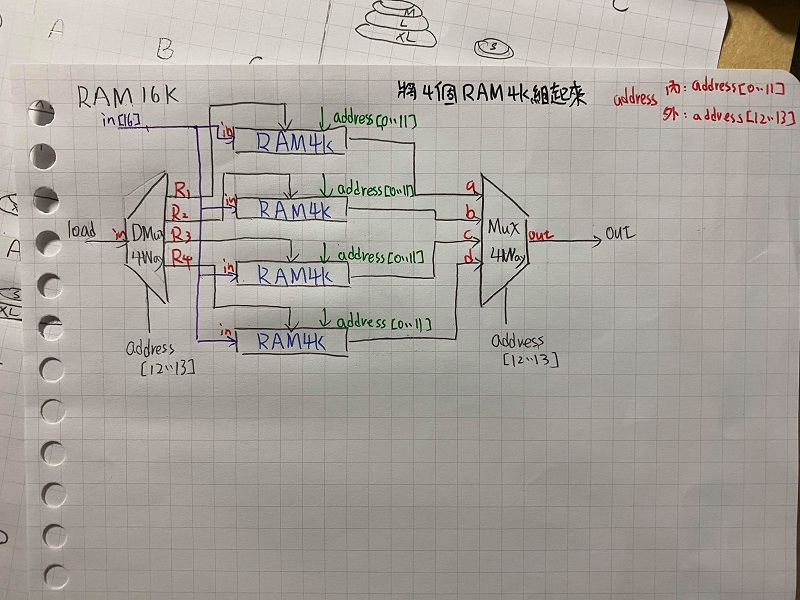 M
L
XL
C
A
B
S
RAM 16K
將4個RAM4K組起來
address 內: address[0..11]
外: address[12..13]
in[16]
in RAM4K address[0..11]
in RAM4K address[0..11]
in RAM4K address[0..11]
in RAM4K address[0..11]
load in DMux 4Way
R1
R2
R3
R4
address
[12..13]
a
b
c
d
Mux
4Way out out
address
[12..13]
A
XL